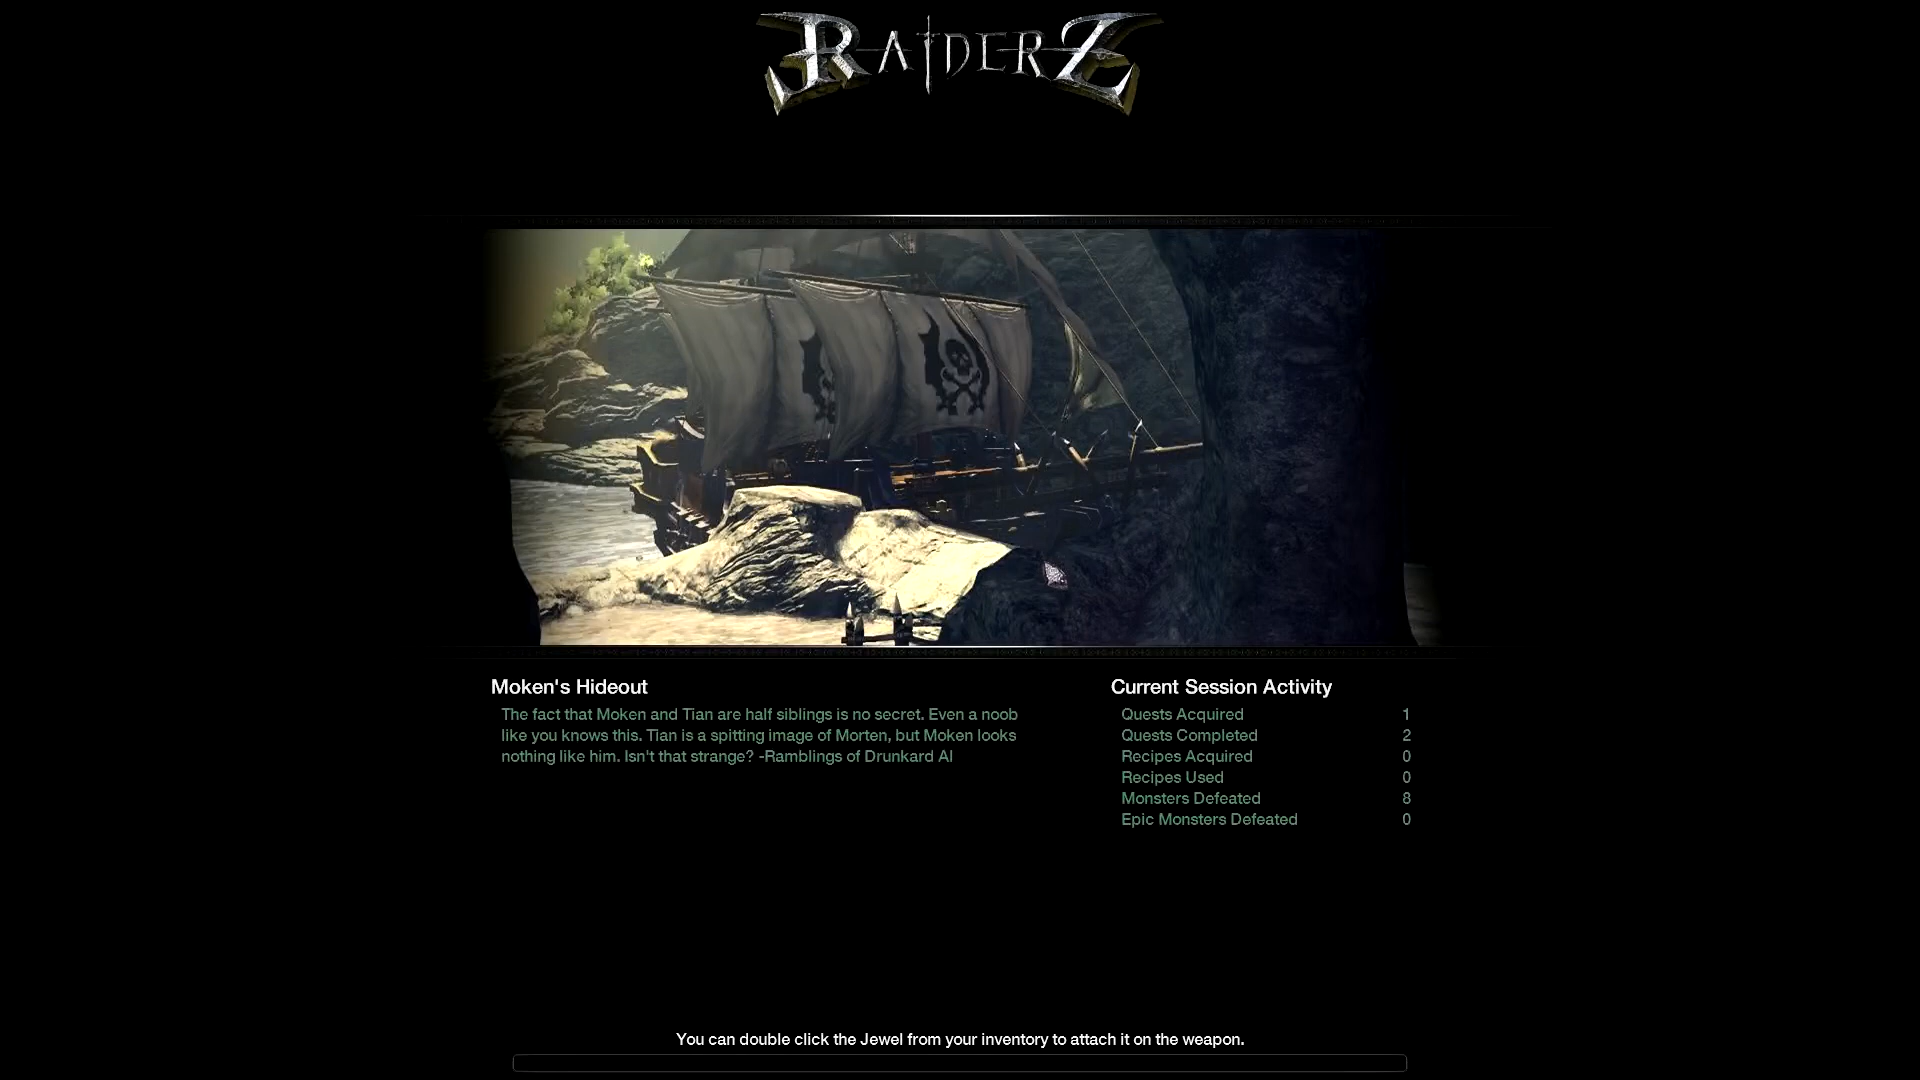 RAIDERZ
Moken's Hideout
The fact that Moken and Tian are half siblings is no secret. Even a noob
like you knows this. Tian is a spitting image of Morten, but Moken looks
nothing like him. Isn't that strange? -Ramblings of Drunkard Al
Current Session Activity
Quests Acquired 1
Quests Completed 2
Recipes Acquired 0
Recipes Used 0
Monsters Defeated 8
Epic Monsters Defeated 0
You can double click the Jewel from your inventory to attach it on the weapon.